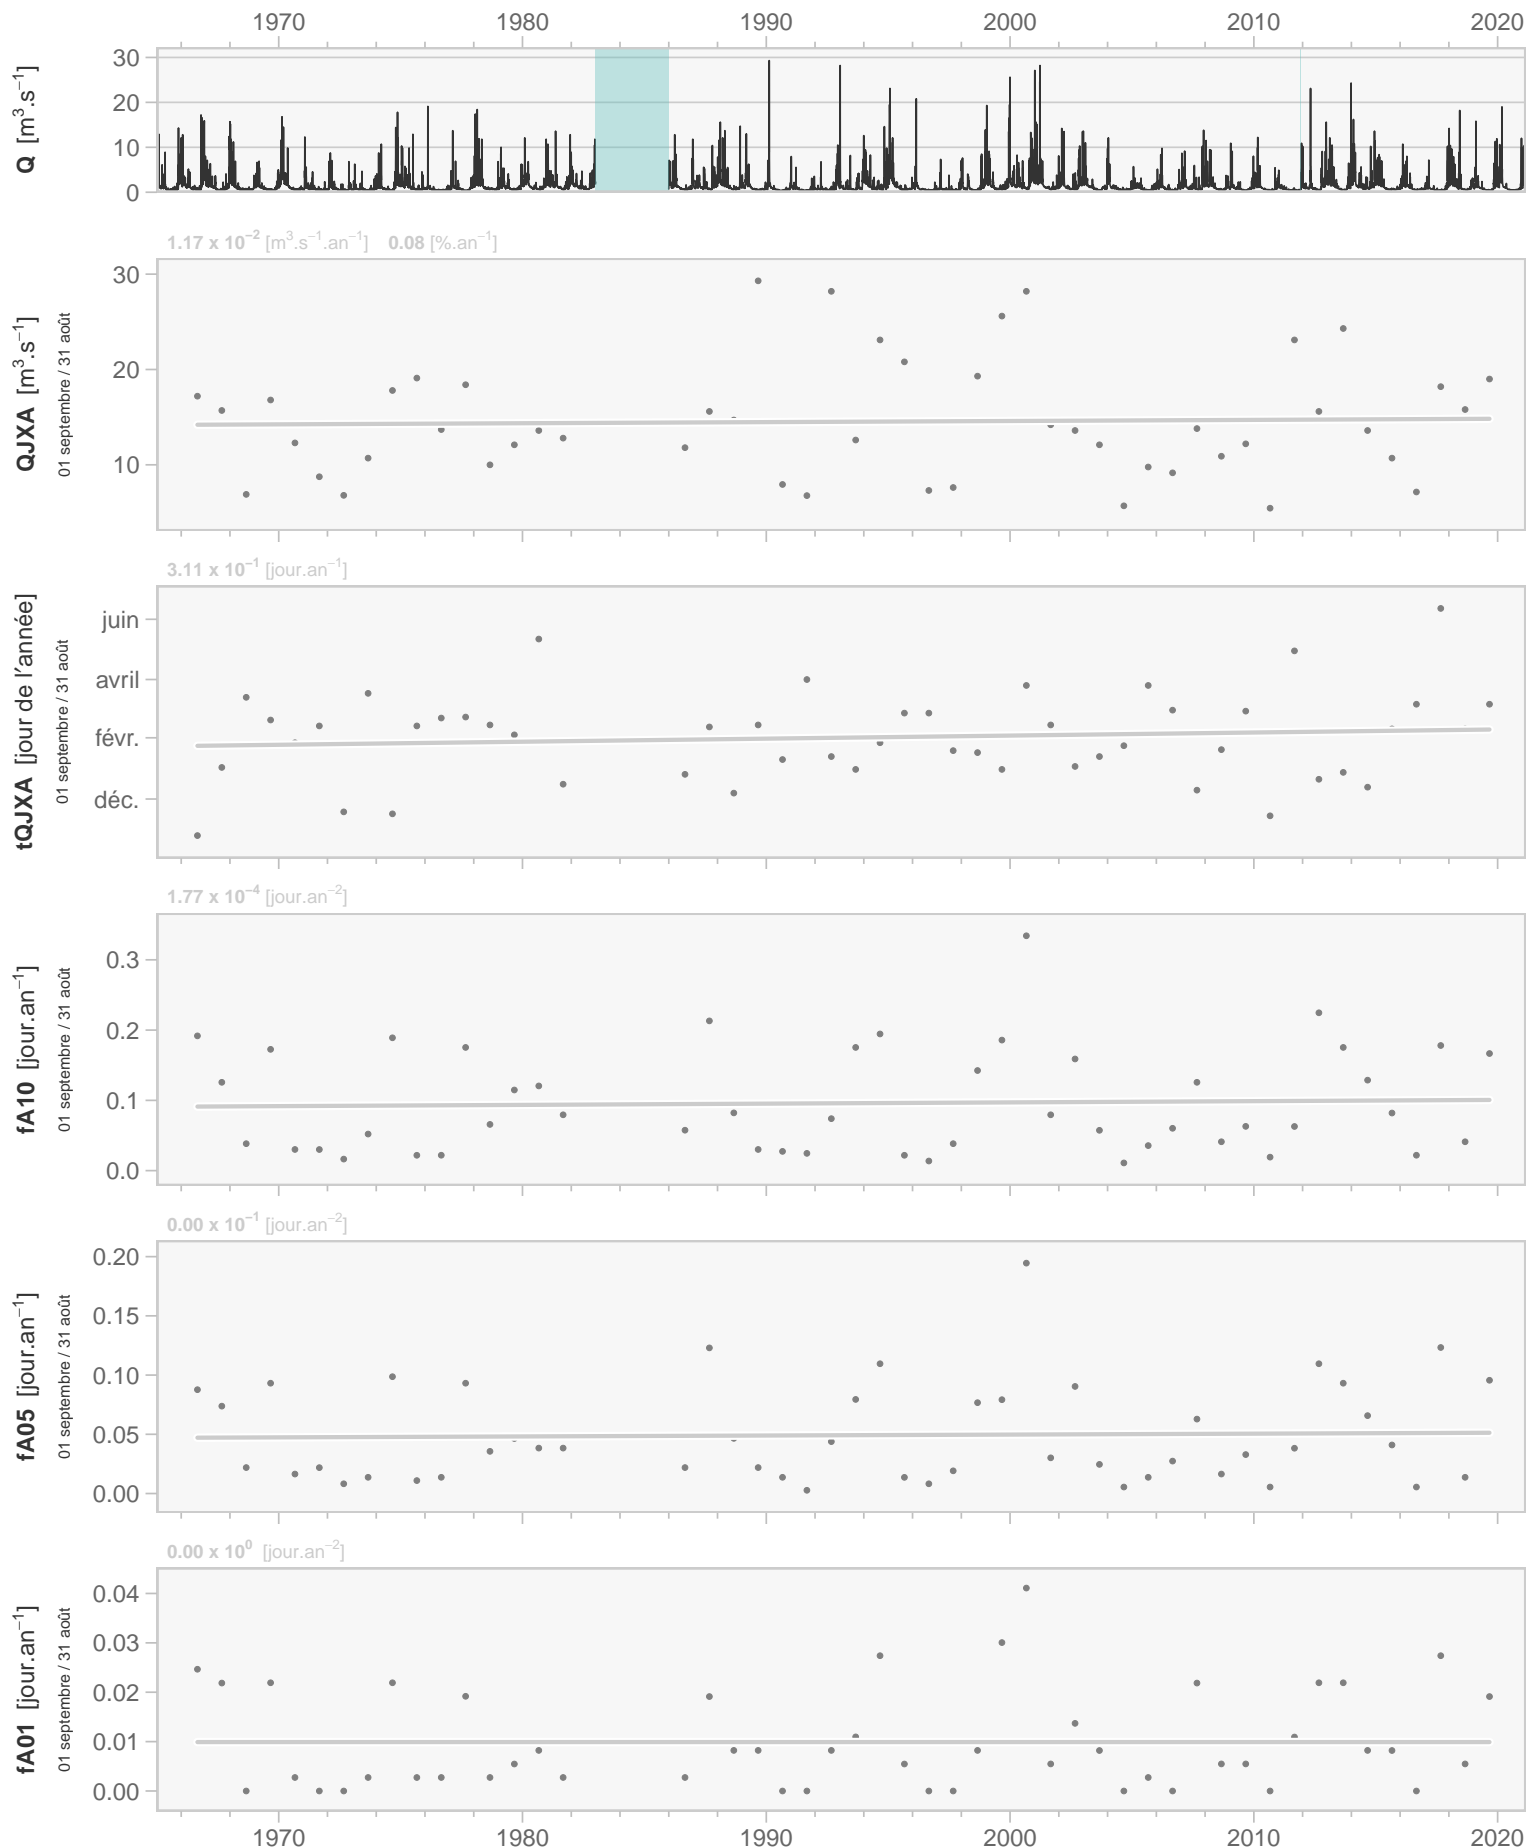 1970 1980 1990 2000 2010 2020
Q [m³.s⁻¹]
30
20
10
0
1.17 x 10⁻² [m³.s⁻¹.an⁻¹] 0.08 [%.an⁻¹]
QJXA [m³.s⁻¹]
01 septembre / 31 août
30
20
10
3.11 x 10⁻¹ [jour.an⁻¹]
tQJXA [jour de l'année]
01 septembre / 31 août
juin
avril
févr.
déc.
1.77 x 10⁻⁴ [jour.an⁻²]
fA10 [jour.an⁻¹]
01 septembre / 31 août
0.3
0.2
0.1
0.0
0.00 x 10⁻¹ [jour.an⁻²]
fA05 [jour.an⁻¹]
01 septembre / 31 août
0.20
0.15
0.10
0.05
0.00
0.00 x 10⁰ [jour.an⁻²]
fA01 [jour.an⁻¹]
01 septembre / 31 août
0.04
0.03
0.02
0.01
0.00
1970 1980 1990 2000 2010 2020